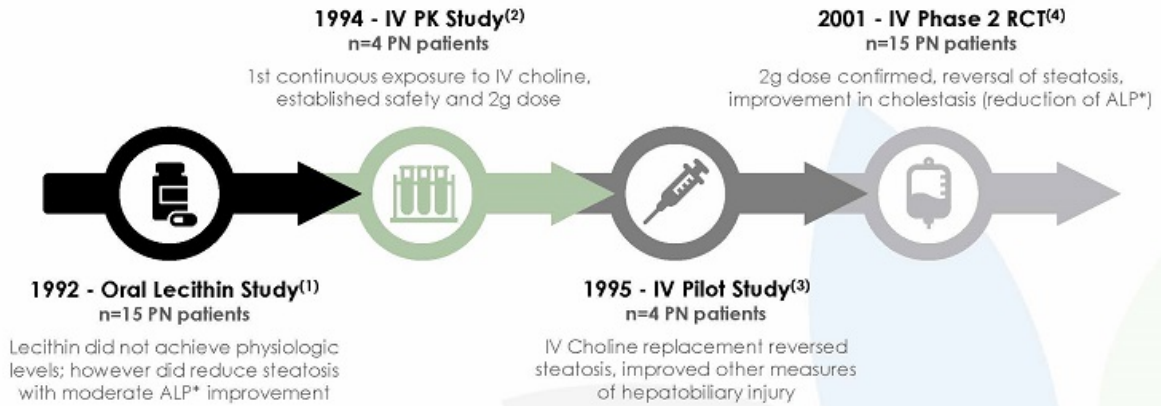 1994 - IV PK Study(2)
n=4 PN patients
1st continuous exposure to IV choline,
established safety and 2g dose
2001 - IV Phase 2 RCT(4)
n=15 PN patients
2g dose confirmed, reversal of steatosis,
improvement in cholestasis (reduction of ALP*)
1992 - Oral Lecithin Study(1)
n=15 PN patients
Lecithin did not achieve physiologic
levels; however did reduce steatosis
with moderate ALP* improvement
1995 - IV Pilot Study(3)
n=4 PN patients
IV Choline replacement reversed
steatosis, improved other measures
of hepatobiliary injury